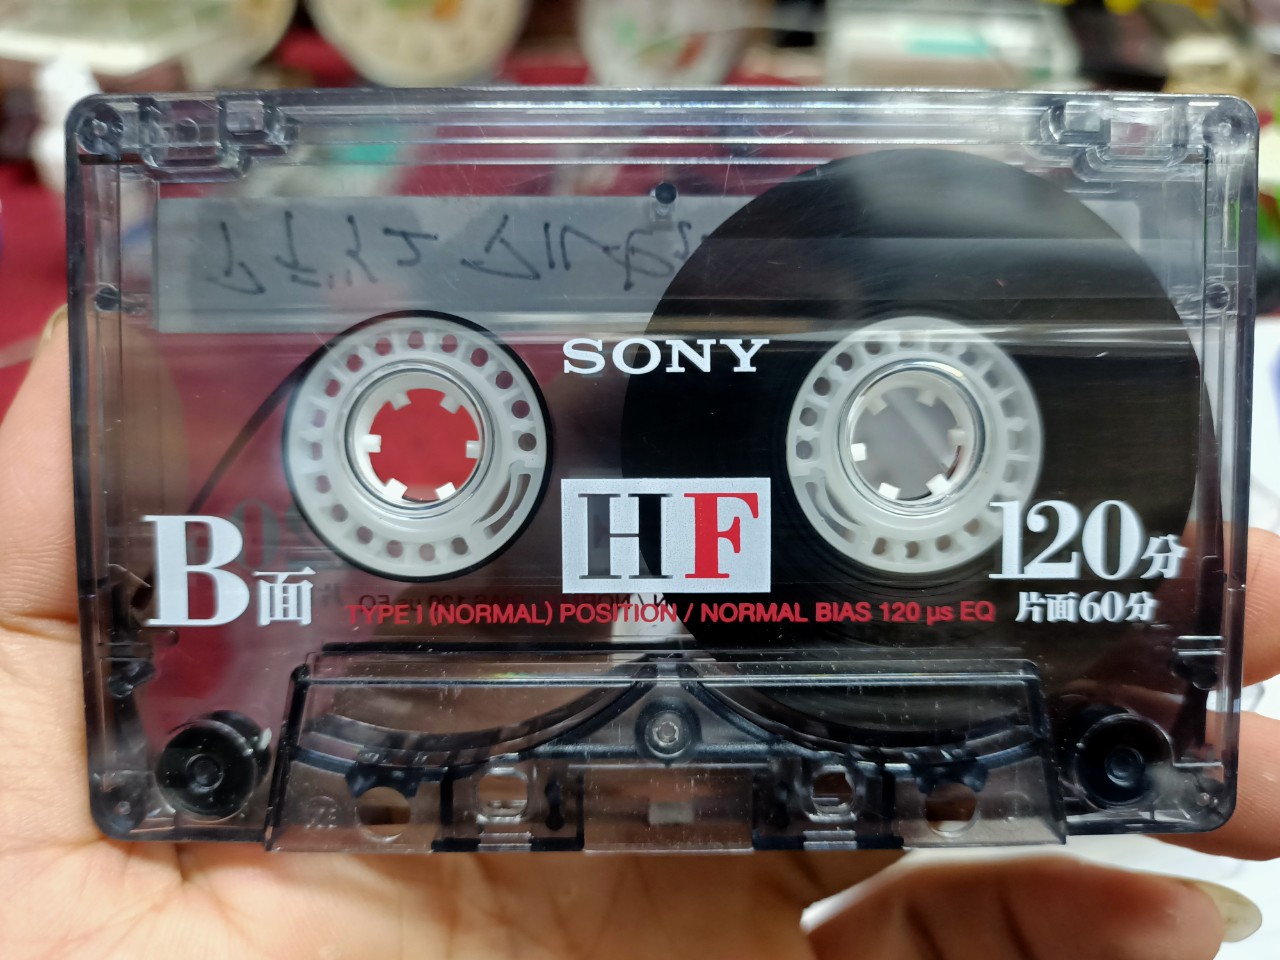 SONY
HF
B面
120分
TYPE I (NORMAL) POSITION / NORMAL BIAS 120 µs EQ
片面60分